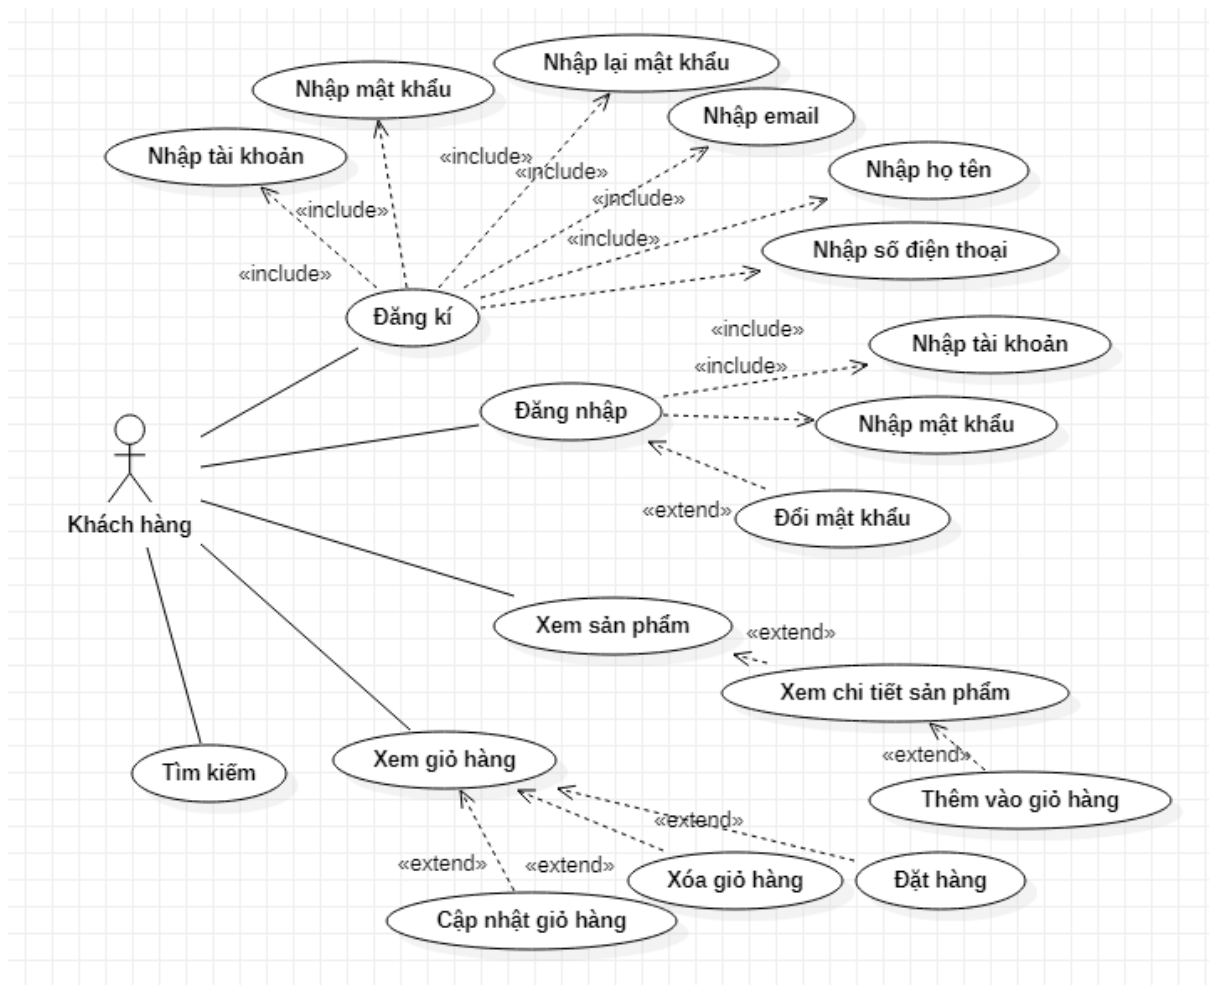 Nhập lại mật khẩu
Nhập mật khẩu
Nhập email
Nhập tài khoản
«include»
«include»
Nhập họ tên
«include»
«include»
«include»
Nhập số điện thoại
«include»
Đăng kí
«include»
Nhập tài khoản
«include»
Đăng nhập
Nhập mật khẩu
«extend»
Đổi mật khẩu
Khách hàng
Xem sản phẩm
«extend»
Xem chi tiết sản phẩm
«extend»
Xem giỏ hàng
Tìm kiếm
Thêm vào giỏ hàng
«extend»
«extend»
«extend»
Xóa giỏ hàng
Đặt hàng
Cập nhật giỏ hàng